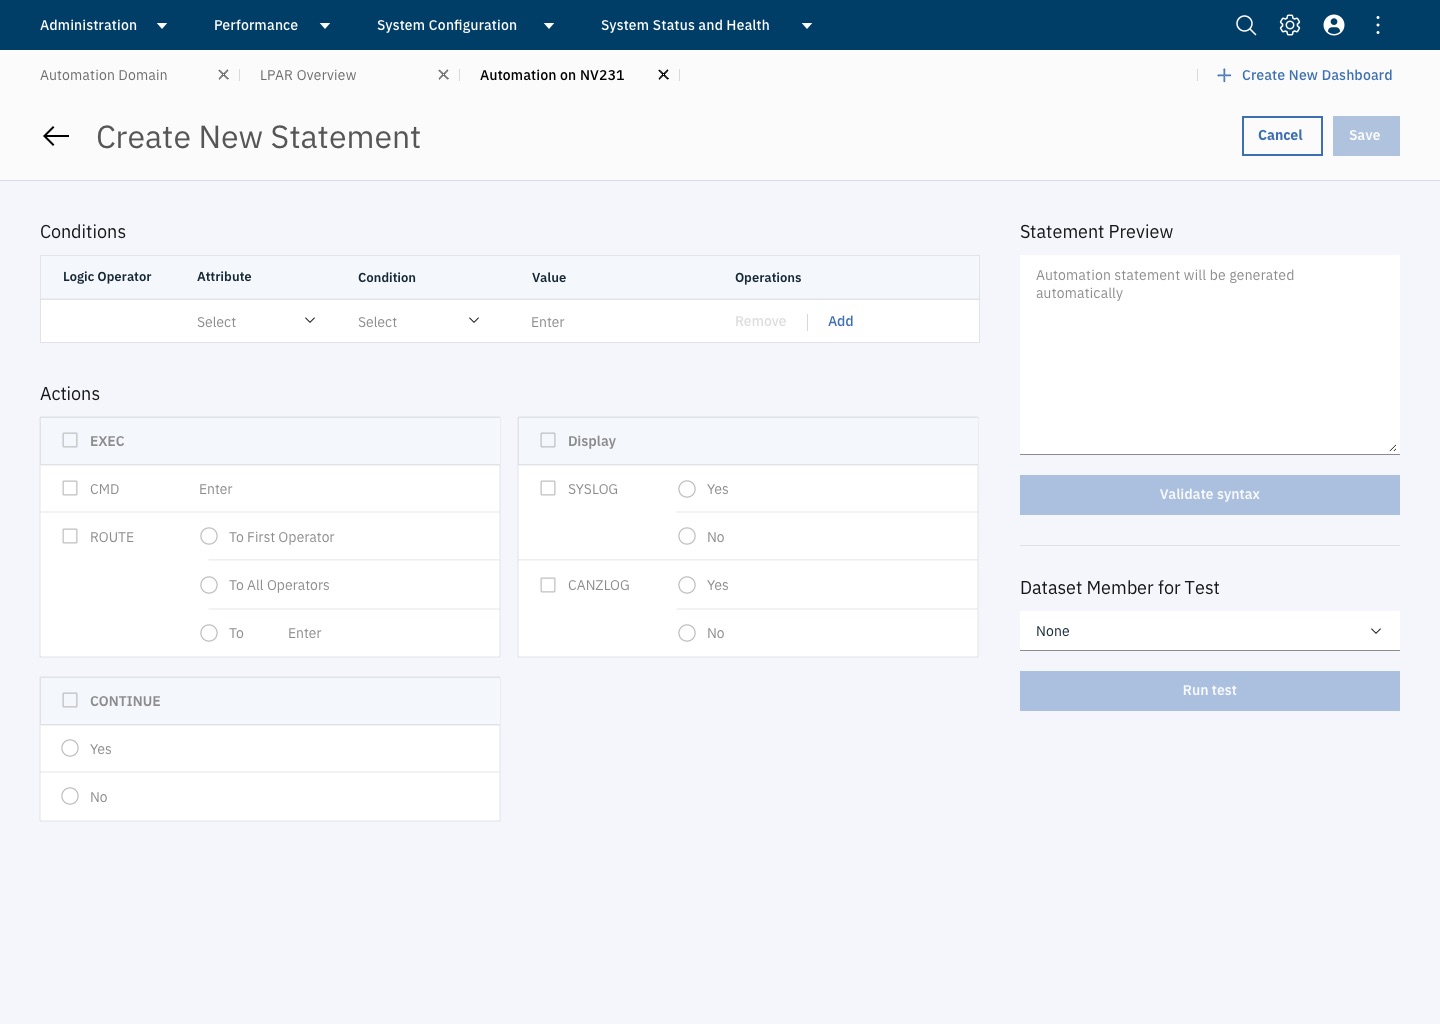 Administration
Performance
System Configuration
System Status and Health
Automation Domain
LPAR Overview
Automation on NV231
Create New Dashboard
Create New Statement
Cancel
Save
Conditions
Logic Operator
Attribute
Condition
Value
Operations
Select
Select
Enter
Remove
Add
Actions
EXEC
CMD
Enter
ROUTE
To First Operator
To All Operators
To
Enter
Display
SYSLOG
Yes
No
CANZLOG
Yes
No
CONTINUE
Yes
No
Statement Preview
Automation statement will be generated
automatically
Validate syntax
Dataset Member for Test
None
Run test